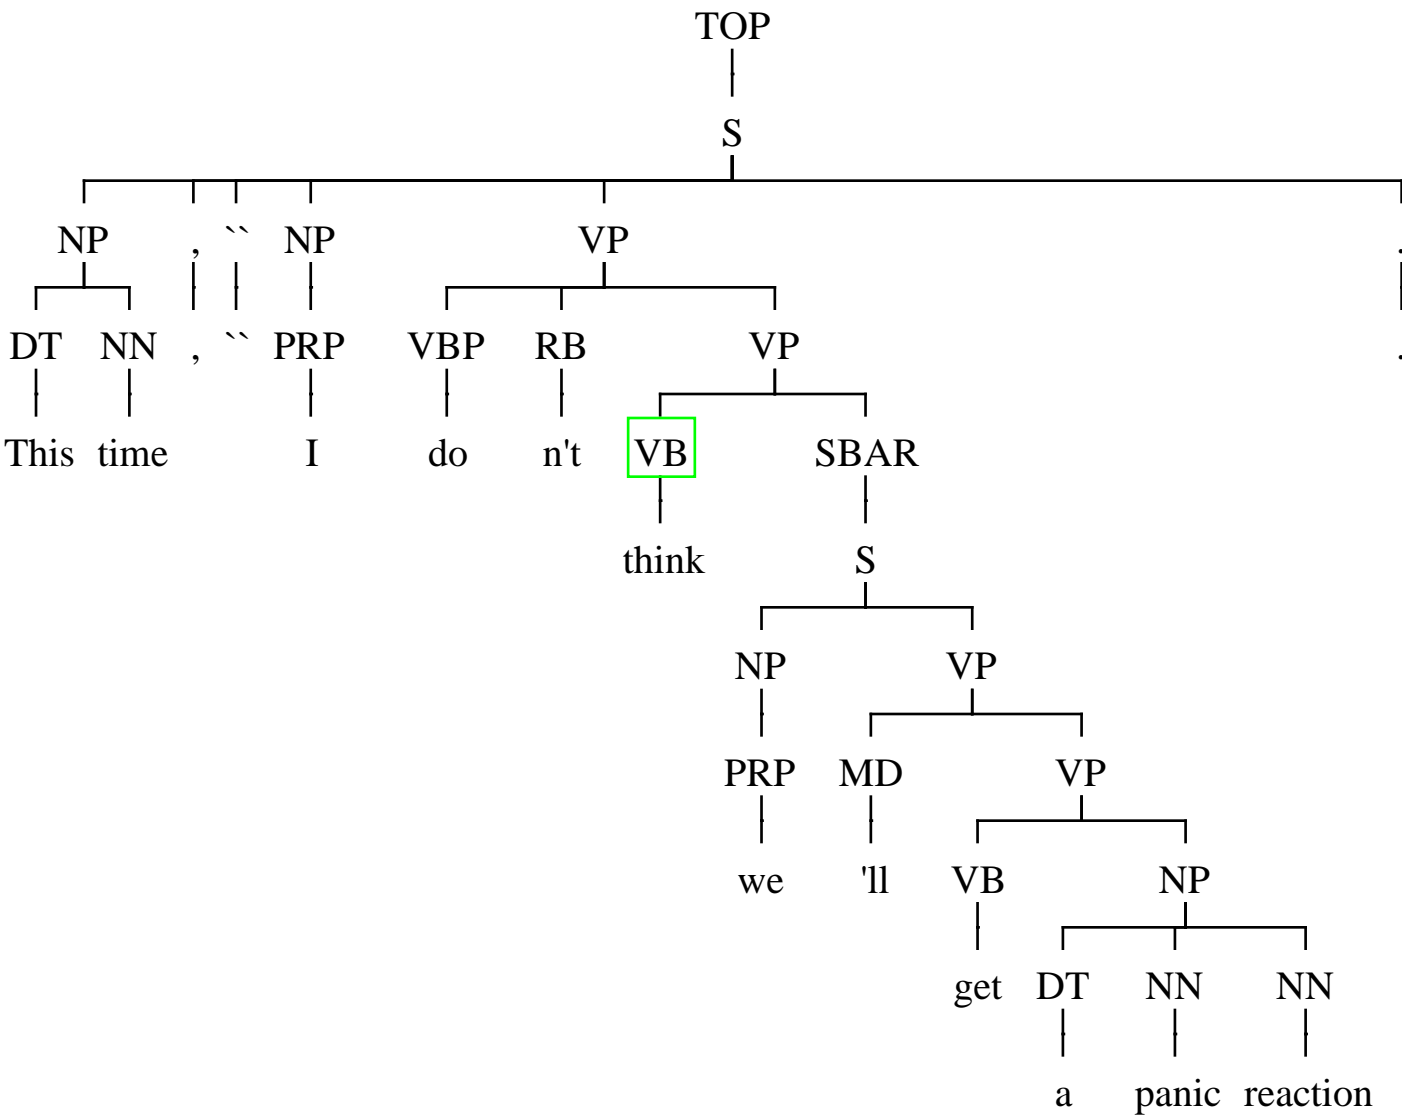 TOP
S
NP , `` NP VP .
DT NN , `` PRP VBP RB VP .
This time I do n't VB SBAR
think S
NP VP
PRP MD VP
we 'll VB NP
get DT NN NN
a panic reaction